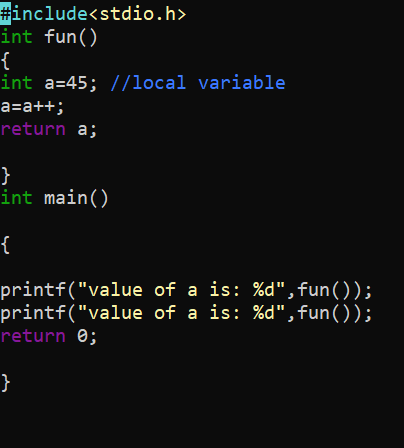 #include<stdio.h>
int fun()
{
int a=45; //local variable
a=a++;
return a;
}
int main()
{
printf("value of a is: %d",fun());
printf("value of a is: %d",fun());
return 0;
}